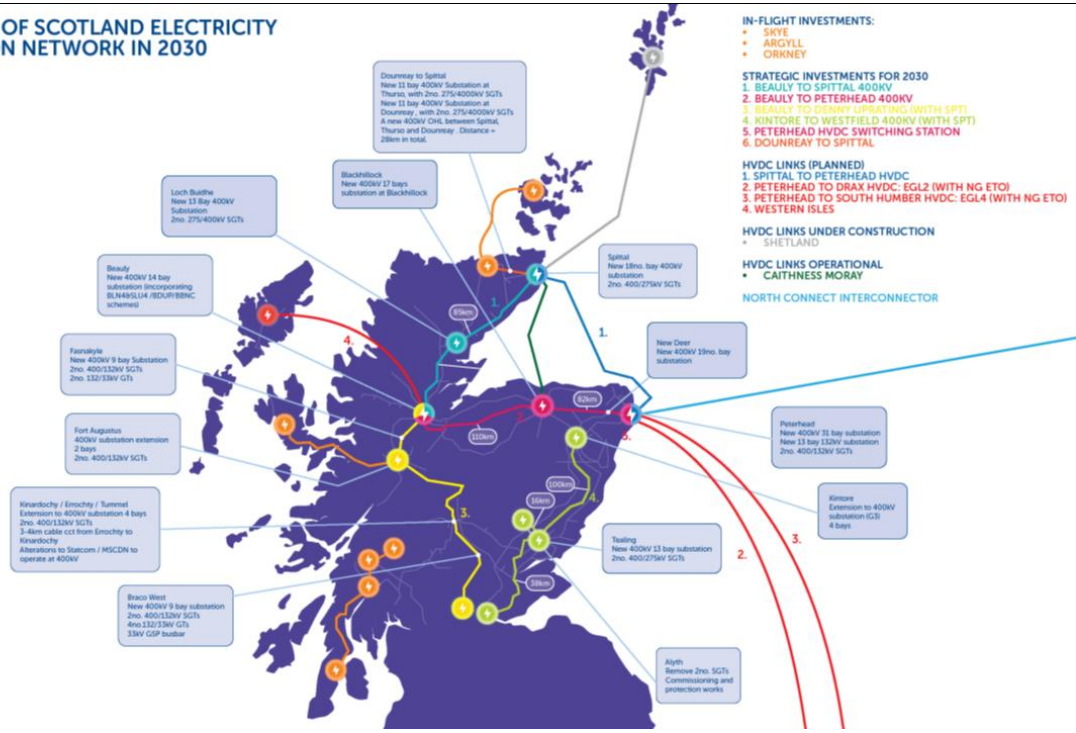 OF SCOTLAND ELECTRICITY
N NETWORK IN 2030
IN-FLIGHT INVESTMENTS:
• SKYE
• ARGYLL
• ORKNEY
STRATEGIC INVESTMENTS FOR 2030
1. BEAULY TO SPITTAL 400KV
2. BEAULY TO PETERHEAD 400KV
3. BEAULY TO DENNY UPRATING (WITH SPT)
4. KINTORE TO WESTFIELD 400KV (WITH SPT)
5. PETERHEAD HVDC SWITCHING STATION
6. DOUNREAY TO SPITTAL
HVDC LINKS (PLANNED)
1. SPITTAL TO PETERHEAD HVDC
2. PETERHEAD TO DRAX HVDC: EGL2 (WITH NG ETO)
3. PETERHEAD TO SOUTH HUMBER HVDC: EGL4 (WITH NG ETO)
4. WESTERN ISLES
HVDC LINKS UNDER CONSTRUCTION
• SHETLAND
HVDC LINKS OPERATIONAL
• CAITHNESS MORAY
NORTH CONNECT INTERCONNECTOR
Dounreay to Spittal
New 11 bay 400kV Substation at
Thurso, with 2no. 275/4000kV SGTs
New 11 bay 400kV Substation at
Dounreay , with 2no. 275/4000kV SGTs
A new 400kV OHL between Spittal,
Thurso and Dounreay . Distance =
28km in total.
Blackhillock
New 400kV 17 bays
substation at Blackhillock
Loch Buidhe
New 13 Bay 400kV
Substation
2no. 275/400kV SGTs
Beauly
New 400kV 14 bay
substation (incorporating
BLN4&SLU4 /BDUP/BBNC
schemes)
Fasnakyle
New 400kV 9 bay Substation
2no. 400/132kV SGTs
2no. 132/33kV GTs
Fort Augustus
400kV substation extension
2 bays
2no. 400/132kV SGTs
Kinardochy / Errochty / Tummel
Extension to 400kV substation 4 bays
2no. 400/132kV SGTs
3-4km cable cct from Errochty to
Kinardochy
Alterations to Statcom / MSCDN to
operate at 400kV
Braco West
New 400kV 9 bay substation
2no. 400/132kV SGTs
4no.132/33kV GTs
33kV GSP busbar
Spittal
New 18no. bay 400kV
substation
2no. 400/275kV SGTs
New Deer
New 400kV 19no. bay
substation
Peterhead
New 400kV 31 bay substation
New 13 bay 132kV substation
2no. 400/132kV SGTs
Kintore
Extension to 400kV
substation (G3)
4 bays
Tealing
New 400kV 13 bay substation
2no. 400/275kV SGTs
Alyth
Remove 2no. SGTs
Commissioning and
protection works
1.
85km
1.
4.
82km
2.
110km
5.
100km
4.
16km
3.
38km
3.
2.